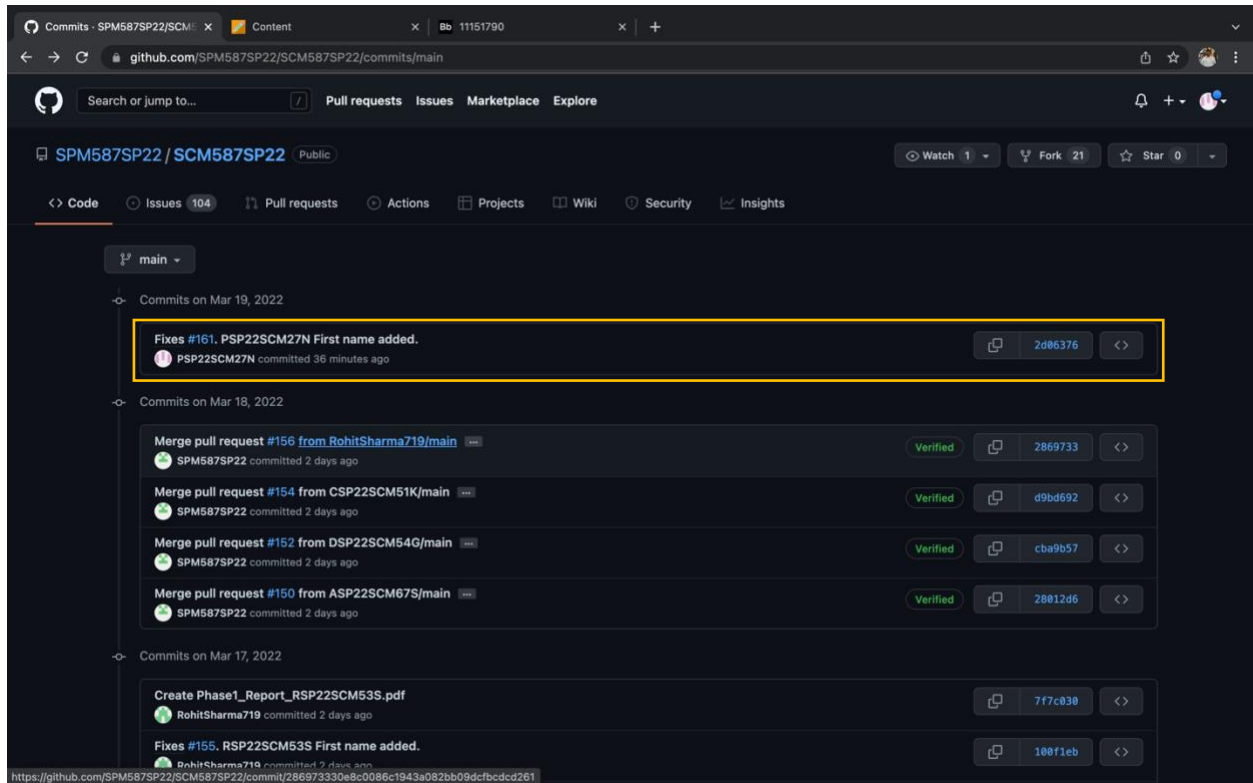 Commits · SPM587SP22/SCM5
Content
Bb 11151790
github.com/SPM587SP22/SCM587SP22/commits/main
Search or jump to... / Pull requests Issues Marketplace Explore
SPM587SP22 / SCM587SP22 Public
Watch 1 Fork 21 Star 0
<> Code Issues 104 Pull requests Actions Projects Wiki Security Insights
main
Commits on Mar 19, 2022
Fixes #161. PSP22SCM27N First name added.
2d06376 <>
PSP22SCM27N committed 36 minutes ago
Commits on Mar 18, 2022
Merge pull request #156 from RohitSharma719/main ...
Verified 2869733 <>
SPM587SP22 committed 2 days ago
Merge pull request #154 from CSP22SCM51K/main ...
Verified d9bd692 <>
SPM587SP22 committed 2 days ago
Merge pull request #152 from DSP22SCM54G/main ...
Verified cba9b57 <>
SPM587SP22 committed 2 days ago
Merge pull request #150 from ASP22SCM67S/main ...
Verified 28012d6 <>
SPM587SP22 committed 2 days ago
Commits on Mar 17, 2022
Create Phase1_Report_RSP22SCM53S.pdf
7f7c030 <>
RohitSharma719 committed 2 days ago
Fixes #155. RSP22SCM53S First name added.
100f1eb <>
RohitSharma719 committed 2 days ago
https://github.com/SPM587SP22/SCM587SP22/commit/286973330e8c0086c1943a082bb09dcfbcdcd261